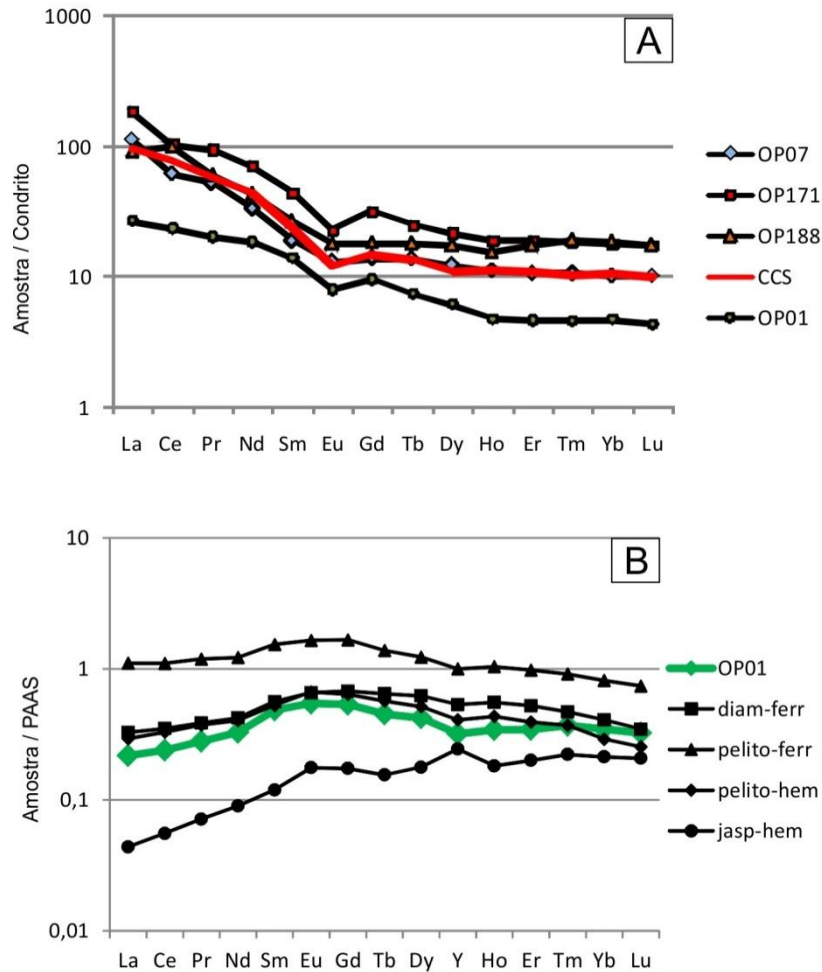 A
1000
100
10
1
Amostra / Condrito
La Ce Pr Nd Sm Eu Gd Tb Dy Ho Er Tm Yb Lu
OP07
OP171
OP188
CCS
OP01
B
10
1
0,1
0,01
Amostra / PAAS
La Ce Pr Nd Sm Eu Gd Tb Dy Y Ho Er Tm Yb Lu
OP01
diam-ferr
pelito-ferr
pelito-hem
jasp-hem